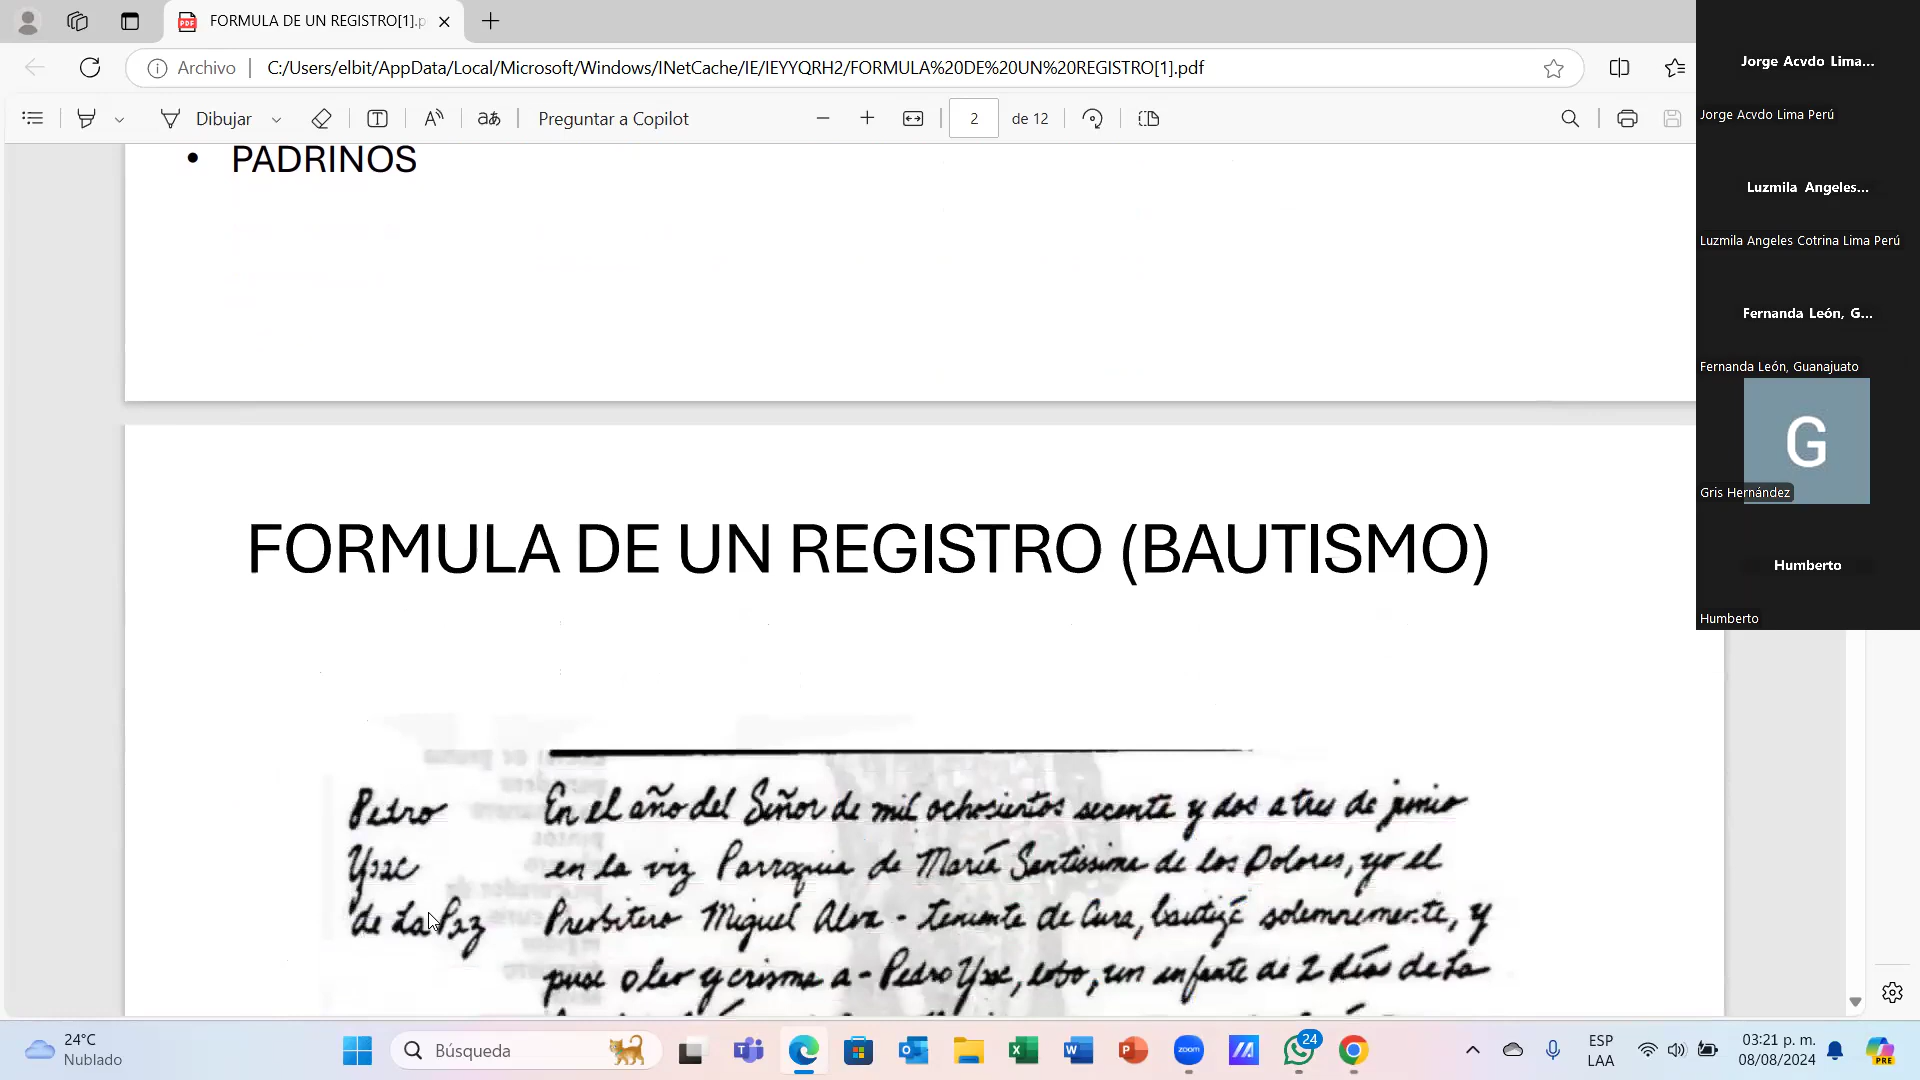 FORMULA DE UN REGISTRO[1].p
Archivo
C:/Users/elbit/AppData/Local/Microsoft/Windows/INetCache/IE/IEYYQRH2/FORMULA%20DE%20UN%20REGISTRO[1].pdf
Dibujar
Preguntar a Copilot
2
de 12
Jorge Acvdo Lima...
Jorge Acvdo Lima Perú
Luzmila Angeles...
Luzmila Angeles Cotrina Lima Perú
Fernanda León, G...
Fernanda León, Guanajuato
G
Gris Hernández
Humberto
Humberto
• PADRINOS
FORMULA DE UN REGISTRO (BAUTISMO)
Pedro
Ysac
de La Paz
En el año del Señor de mil ochosientos secenta y dos a tres de junio
en la viz Parroquia de María Santissima de los Dolores, yo el
Presbitero Miguel Alva - teniente de Cura, bautizé solemnemente, y
puse oleo y crisma a - Pedro Ysac, lobo, un infante de 2 días de
24°C
Nublado
Búsqueda
zoom
24
ESP
LAA
03:21 p. m.
08/08/2024
PRE